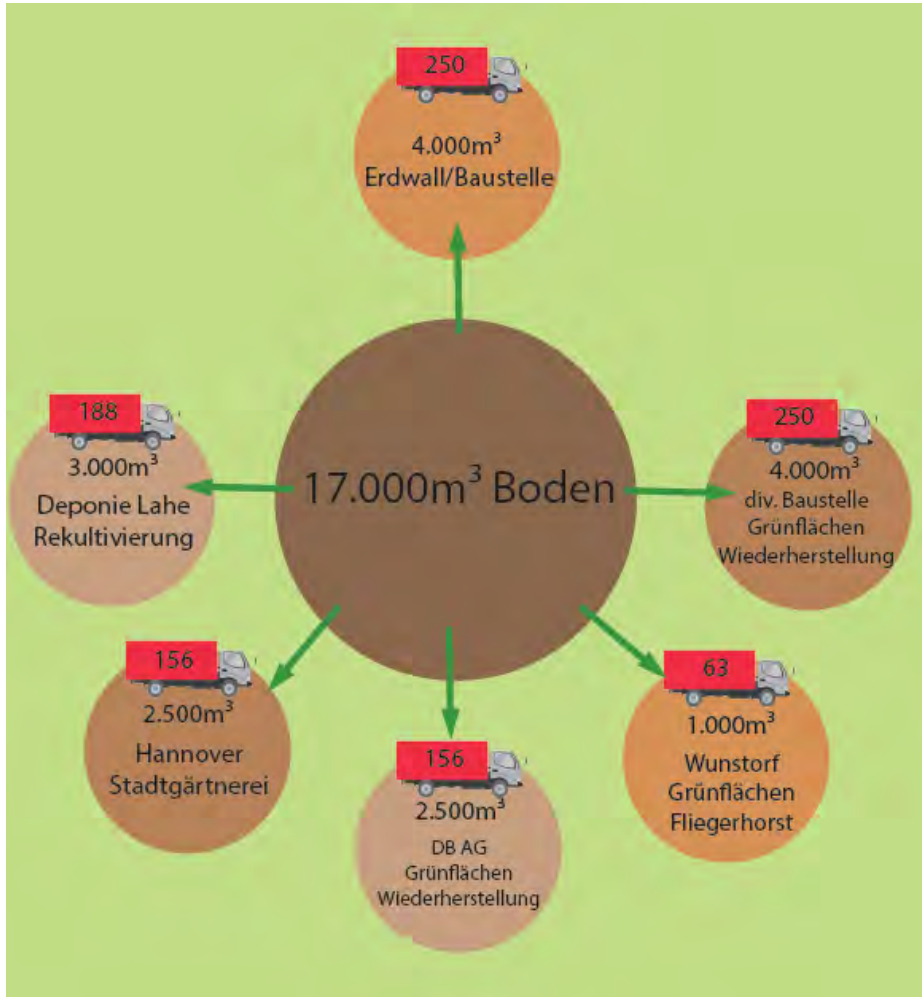 250
4.000m³
Erdwall/Baustelle
188
3.000m³
Deponie Lahe
Rekultivierung
17.000m³ Boden
250
4.000m³
div. Baustelle
Grünflächen
Wiederherstellung
156
2.500m³
Hannover
Stadtgärtnerei
156
2.500m³
DB AG
Grünflächen
Wiederherstellung
63
1.000m³
Wunstorf
Grünflächen
Fliegerhorst